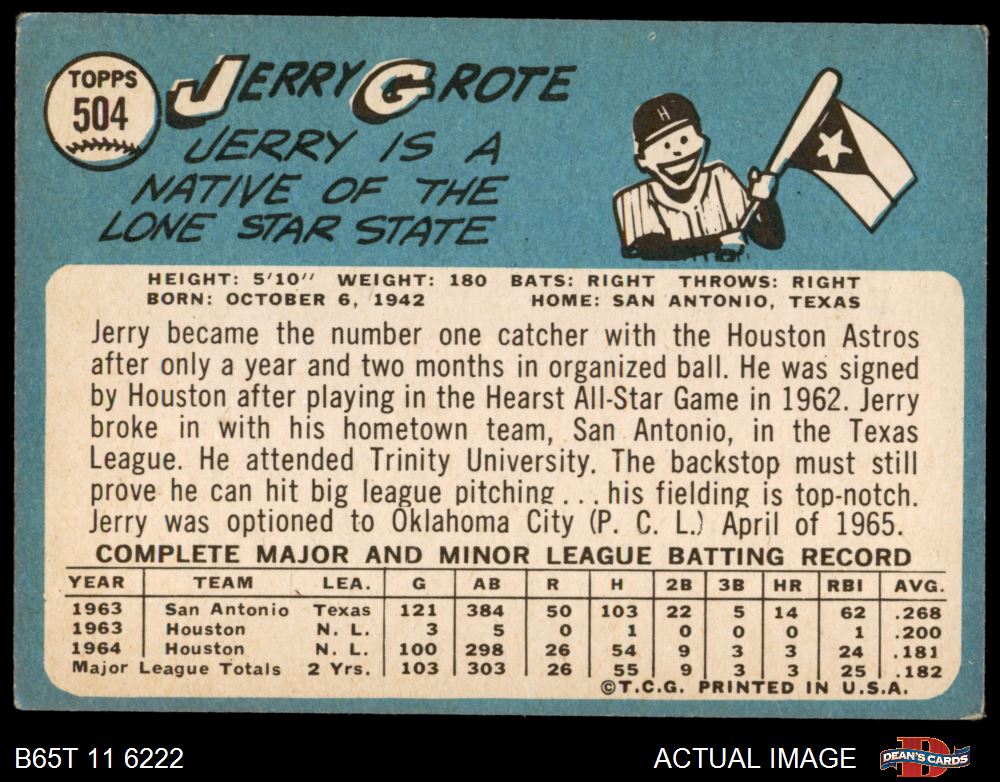 TOPPS
504
JERRY GROTE
JERRY IS A
NATIVE OF THE
LONE STAR STATE
H
HEIGHT: 5'10" WEIGHT: 180 BATS: RIGHT THROWS: RIGHT
BORN: OCTOBER 6, 1942 HOME: SAN ANTONIO, TEXAS
Jerry became the number one catcher with the Houston Astros
after only a year and two months in organized ball. He was signed
by Houston after playing in the Hearst All-Star Game in 1962. Jerry
broke in with his hometown team, San Antonio, in the Texas
League. He attended Trinity University. The backstop must still
prove he can hit big league pitching . . . his fielding is top-notch.
Jerry was optioned to Oklahoma City (P. C. L.) April of 1965.
COMPLETE MAJOR AND MINOR LEAGUE BATTING RECORD
YEAR TEAM LEA. G AB R H 2B 3B HR RBI AVG.
1963 San Antonio Texas 121 384 50 103 22 5 14 62 .268
1963 Houston N. L. 3 5 0 1 0 0 0 1 .200
1964 Houston N. L. 100 298 26 54 9 3 3 24 .181
Major League Totals 2 Yrs. 103 303 26 55 9 3 3 25 .182
©T.C.G. PRINTED IN U.S.A.
B65T 11 6222 ACTUAL IMAGE DEAN'S CARDS